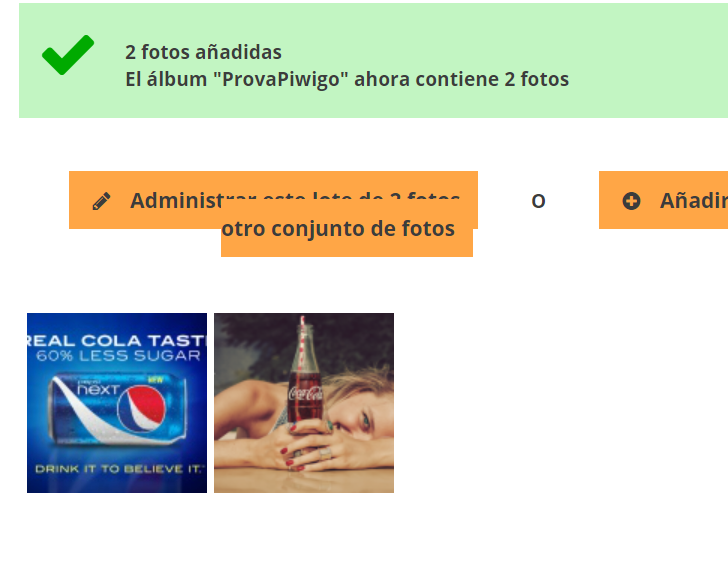 2 fotos añadidas
El álbum "ProvaPiwigo" ahora contiene 2 fotos
Administrar este lote de 2 fotos
O
Añadir
otro conjunto de fotos
REAL COLA TAST
60% LESS SUGAR
NEXT
NEW
DRINK IT TO BELIEVE IT.
Coca-Cola